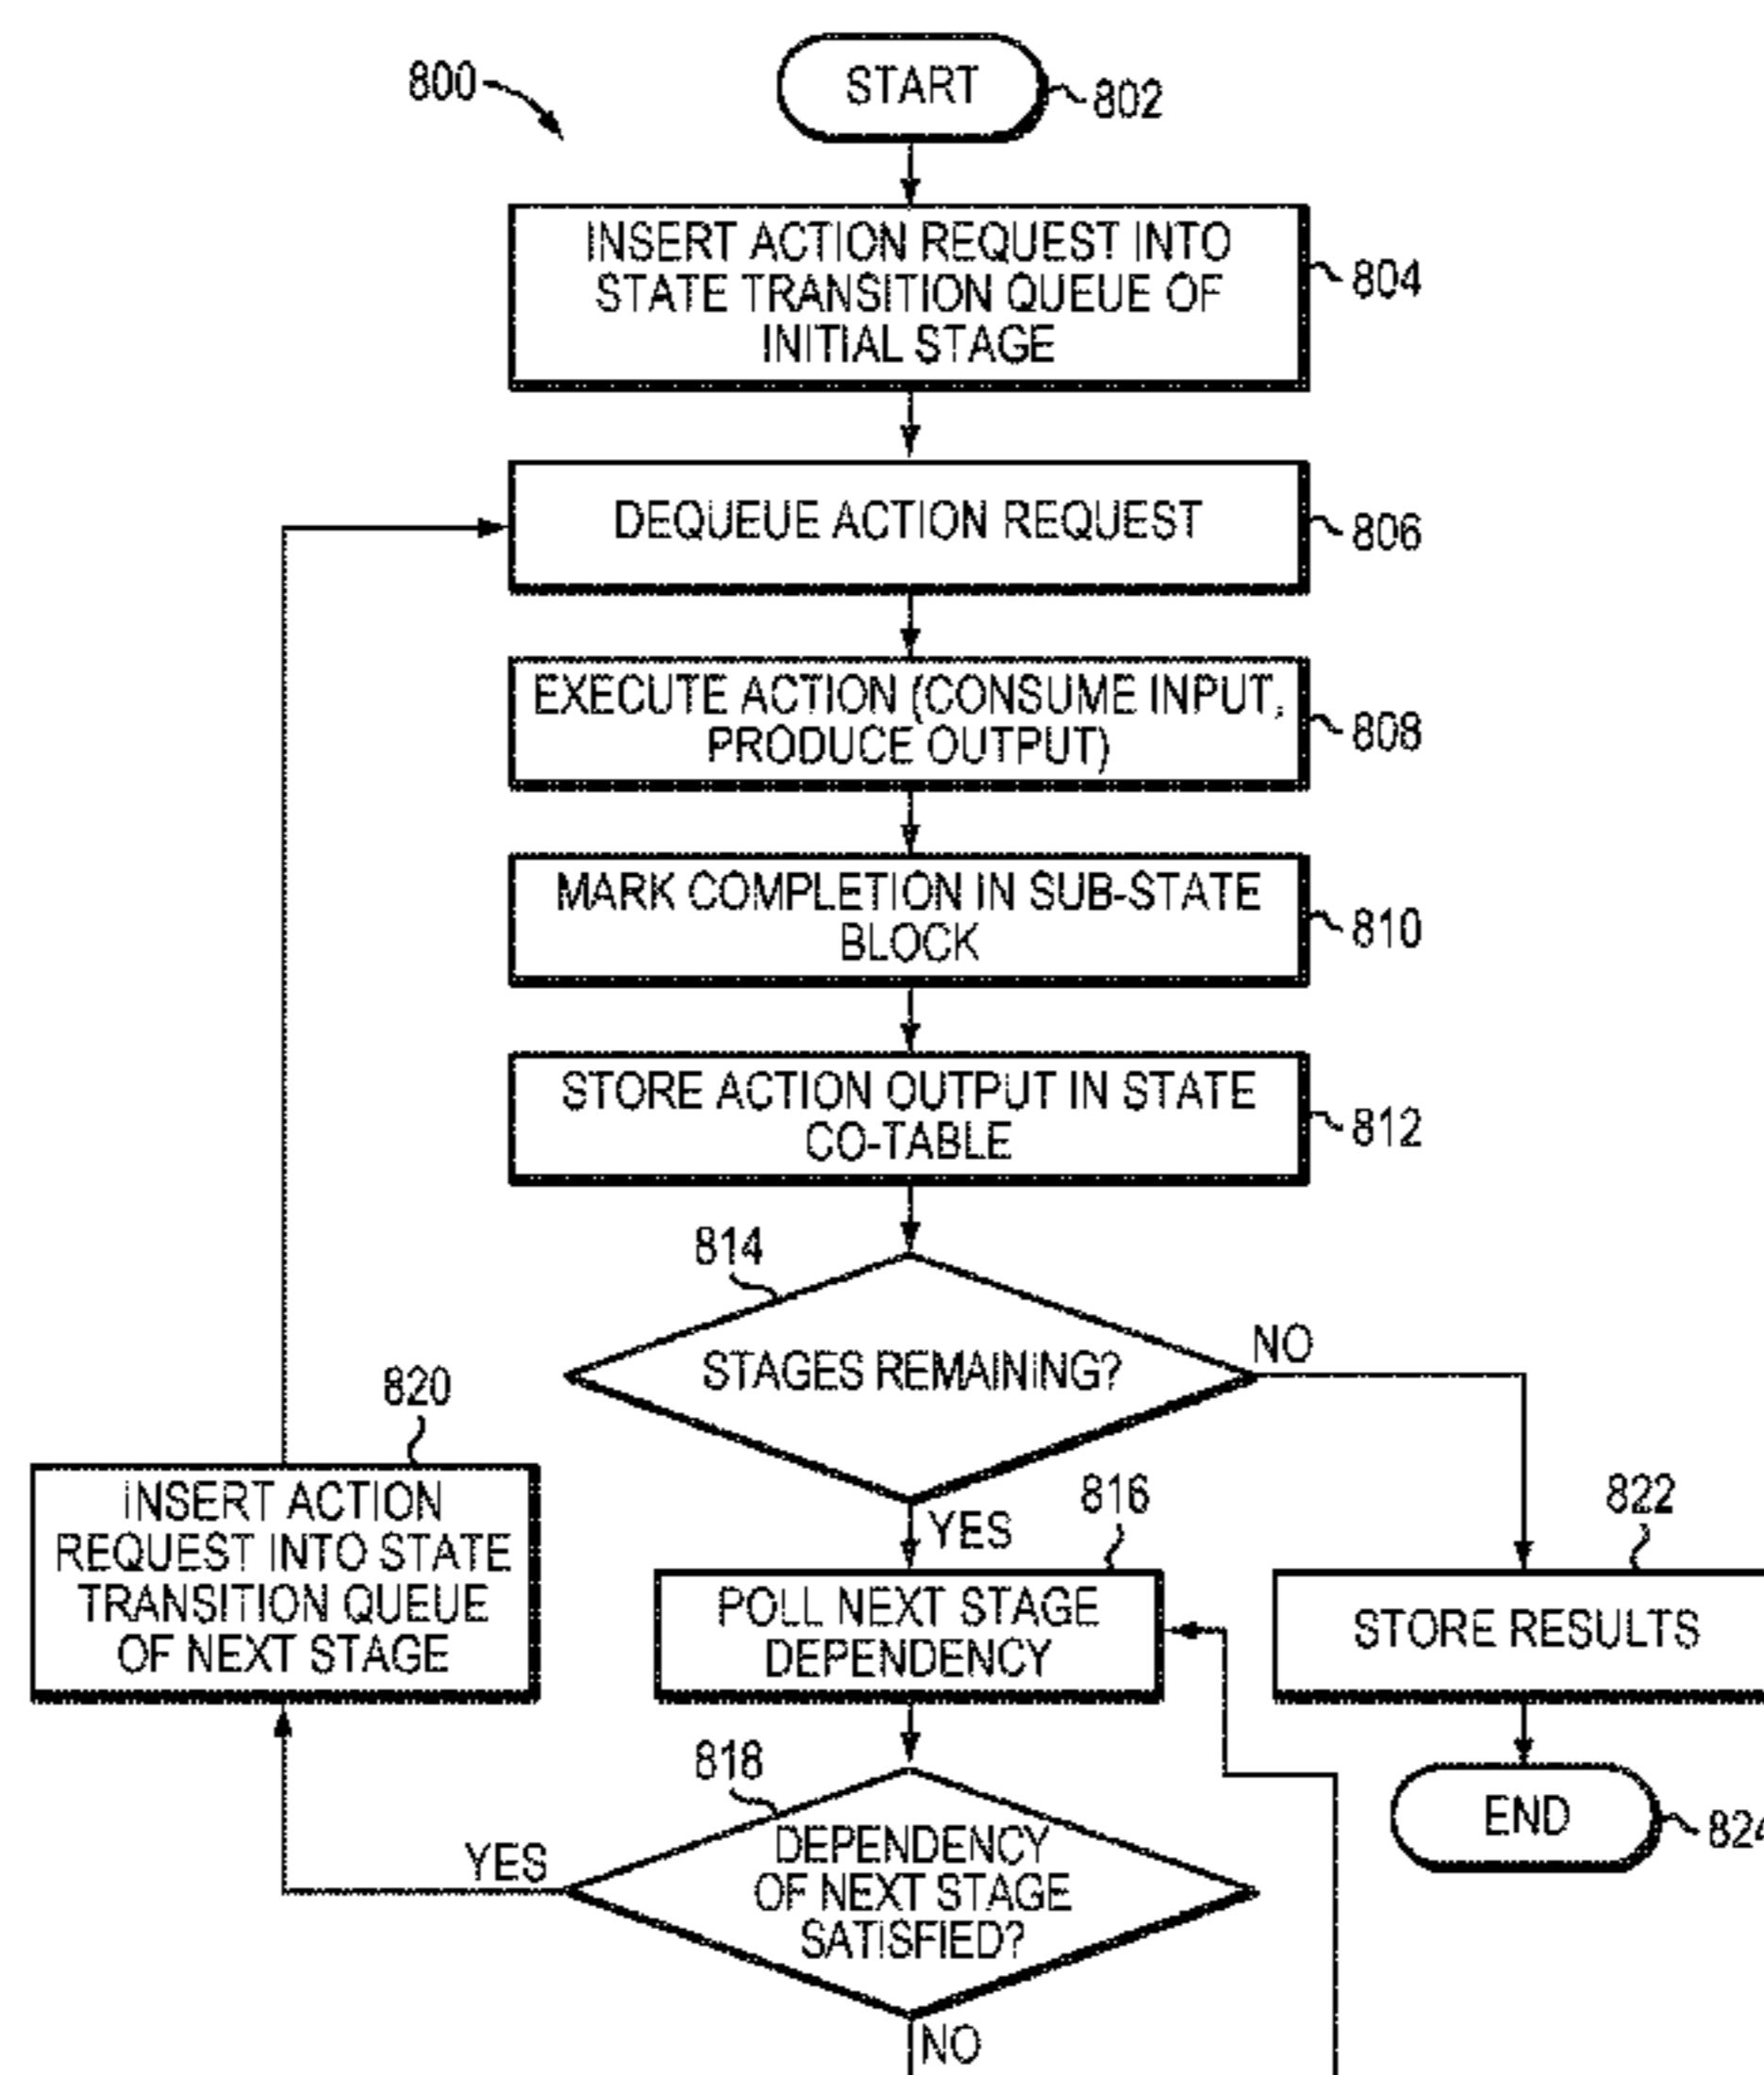 800
START
802
INSERT ACTION REQUEST INTO
STATE TRANSITION QUEUE OF
INITIAL STAGE
804
DEQUEUE ACTION REQUEST
806
EXECUTE ACTION (CONSUME INPUT,
PRODUCE OUTPUT)
808
MARK COMPLETION IN SUB-STATE
BLOCK
810
STORE ACTION OUTPUT IN STATE
CO-TABLE
812
814
STAGES REMAINING?
NO
YES
820
INSERT ACTION
REQUEST INTO STATE
TRANSITION QUEUE
OF NEXT STAGE
816
POLL NEXT STAGE
DEPENDENCY
822
STORE RESULTS
818
DEPENDENCY
OF NEXT STAGE
SATISFIED?
YES
NO
END
824